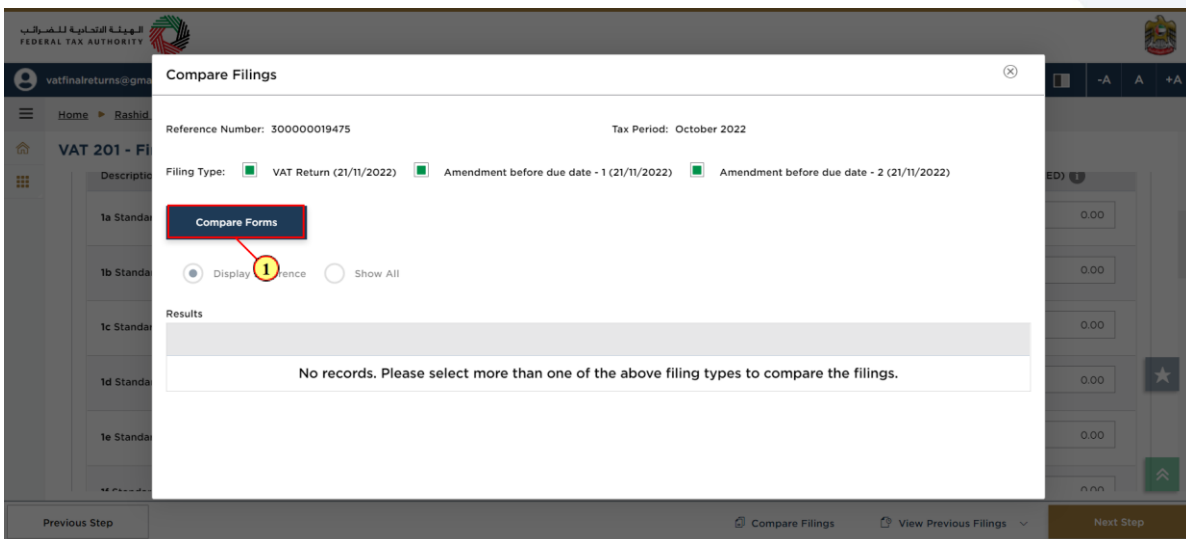 الهيئة الاتحادية للضرائب
FEDERAL TAX AUTHORITY
vatfinalreturns@gma
-A A +A
Home Rashid
VAT 201 - Fi
Compare Filings
Reference Number: 300000019475 Tax Period: October 2022
Filing Type: VAT Return (21/11/2022) Amendment before due date - 1 (21/11/2022) Amendment before due date - 2 (21/11/2022)
Descriptio ED)
1a Standar Compare Forms 0.00
1
1b Standa Display rence Show All 0.00
Results
1c Standar 0.00
No records. Please select more than one of the above filing types to compare the filings.
1d Standa 0.00
1e Standar 0.00
0.00
Previous Step Compare Filings View Previous Filings Next Step